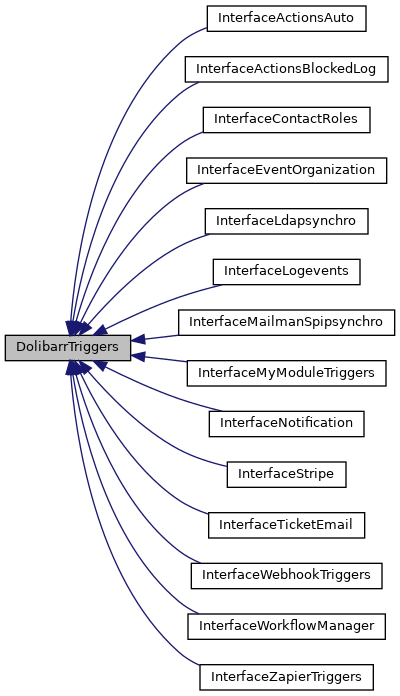 InterfaceActionsAuto
InterfaceActionsBlockedLog
InterfaceContactRoles
InterfaceEventOrganization
InterfaceLdapsynchro
InterfaceLogevents
InterfaceMailmanSpipsynchro
DolibarrTriggers
InterfaceMyModuleTriggers
InterfaceNotification
InterfaceStripe
InterfaceTicketEmail
InterfaceWebhookTriggers
InterfaceWorkflowManager
InterfaceZapierTriggers